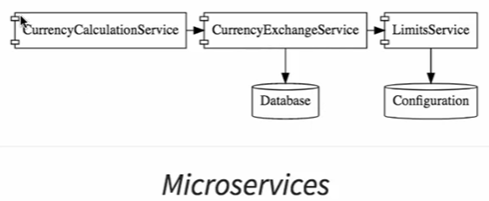 CurrencyCalculationService
CurrencyExchangeService
LimitsService
Database
Configuration
Microservices